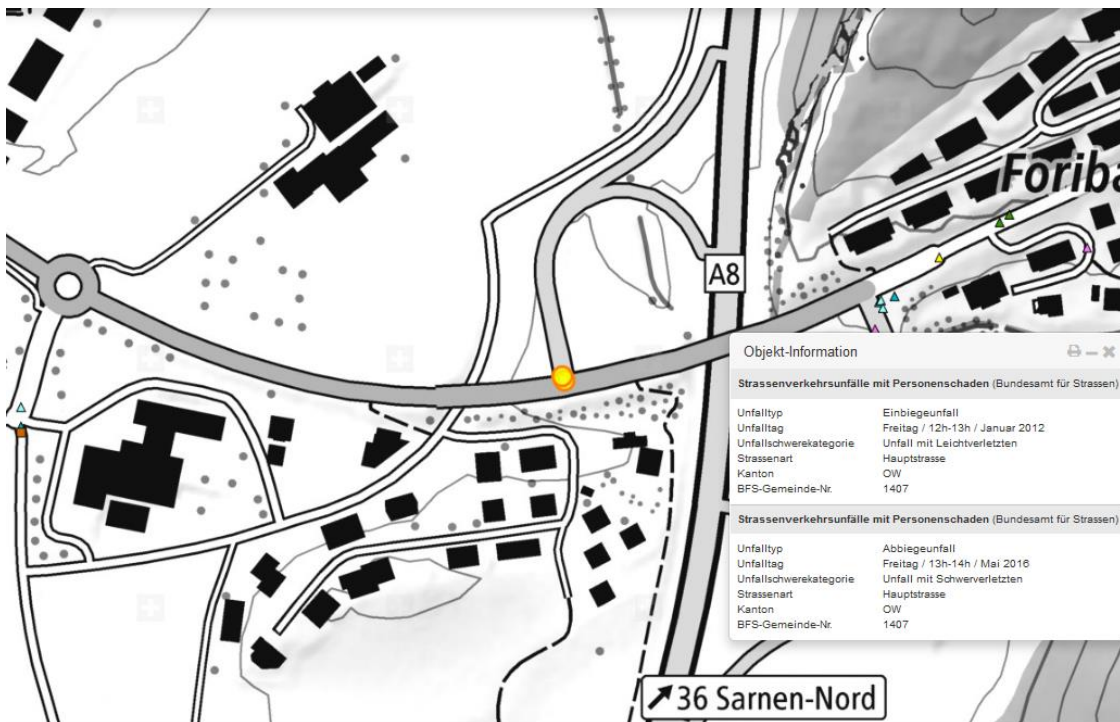 Foriba
A8
Objekt-Information
Strassenverkehrsunfälle mit Personenschaden (Bundesamt für Strassen)
Unfalltyp Einbiegeunfall
Unfalltag Freitag / 12h-13h / Januar 2012
Unfallschwerekategorie Unfall mit Leichtverletzten
Strassenart Hauptstrasse
Kanton OW
BFS-Gemeinde-Nr. 1407
Strassenverkehrsunfälle mit Personenschaden (Bundesamt für Strassen)
Unfalltyp Abbiegeunfall
Unfalltag Freitag / 13h-14h / Mai 2016
Unfallschwerekategorie Unfall mit Schwerverletzten
Strassenart Hauptstrasse
Kanton OW
BFS-Gemeinde-Nr. 1407
36 Sarnen-Nord